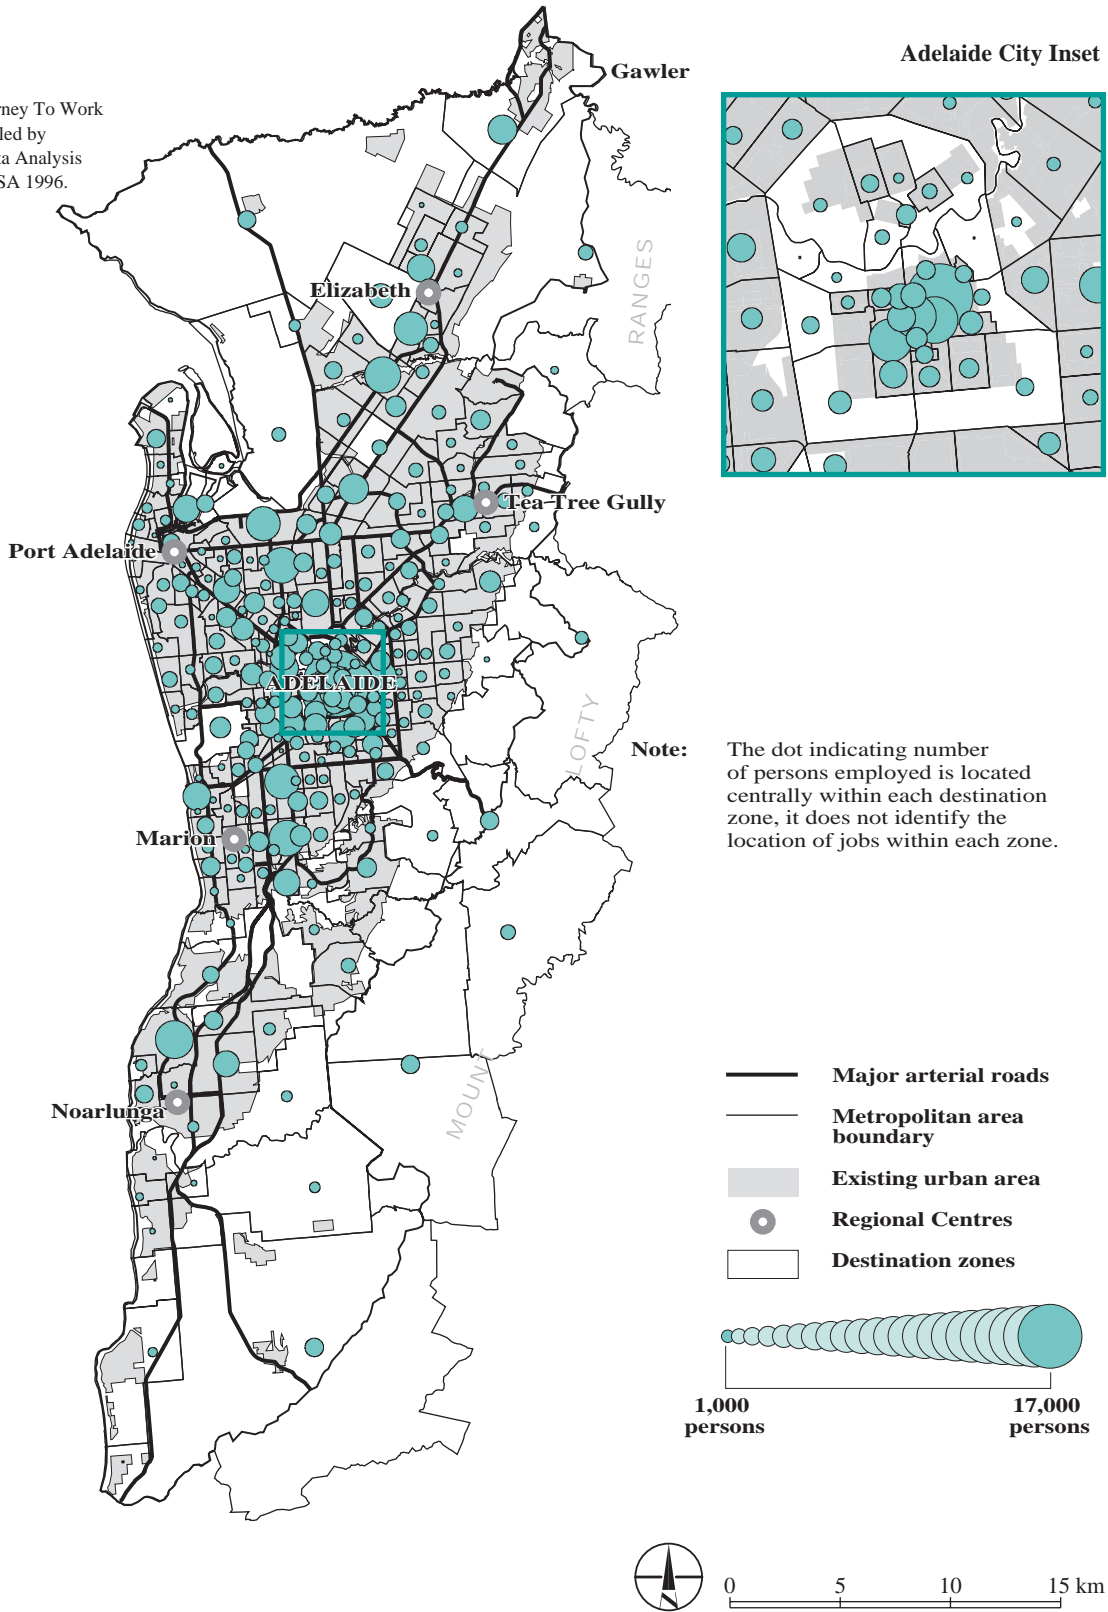 Adelaide City Inset
Gawler
rney To Work
led by
ta Analysis
SA 1996.
RANGES
Elizabeth
Tea Tree Gully
Port Adelaide
ADELAIDE
LOFTY
Note:
The dot indicating number
of persons employed is located
centrally within each destination
zone, it does not identify the
location of jobs within each zone.
Marion
MOUNT
Noarlunga
Major arterial roads
Metropolitan area
boundary
Existing urban area
Regional Centres
Destination zones
1,000
persons
17,000
persons
0 5 10 15 km